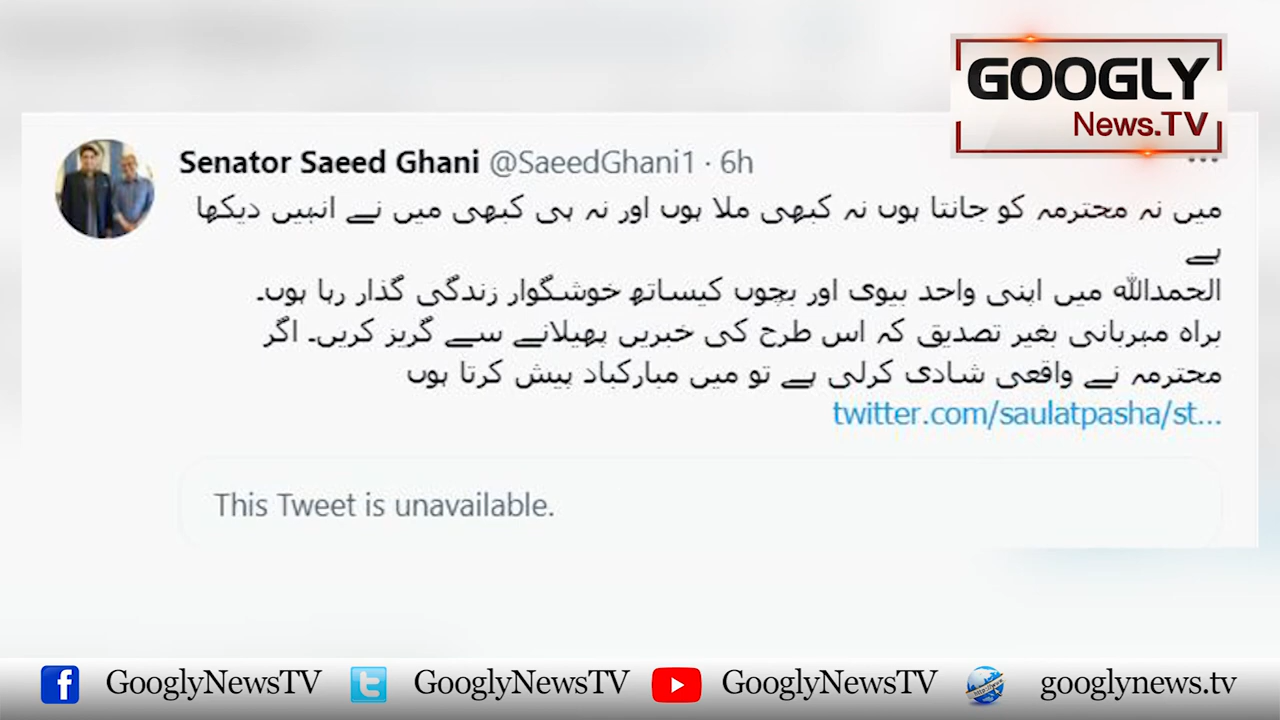 GOOGLY
News.TV
Senator Saeed Ghani @SaeedGhani1 · 6h
میں نہ محترمہ کو جانتا ہوں نہ کبھی ملا ہوں اور نہ ہی کبھی میں نے انہیں دیکھا
ہے
الحمدالله میں اپنی واحد بیوی اور بچوں کیساتھ خوشگوار زندگی گذار رہا ہوں۔
براہ مہربانی بغیر تصدیق کہ اس طرح کی خبریں پھیلانے سے گریز کریں۔ اگر
محترمہ نے واقعی شادی کرلی ہے تو میں مبارکباد پیش کرتا ہوں
twitter.com/saulatpasha/st...
This Tweet is unavailable.
GooglyNewsTV GooglyNewsTV GooglyNewsTV googlynews.tv